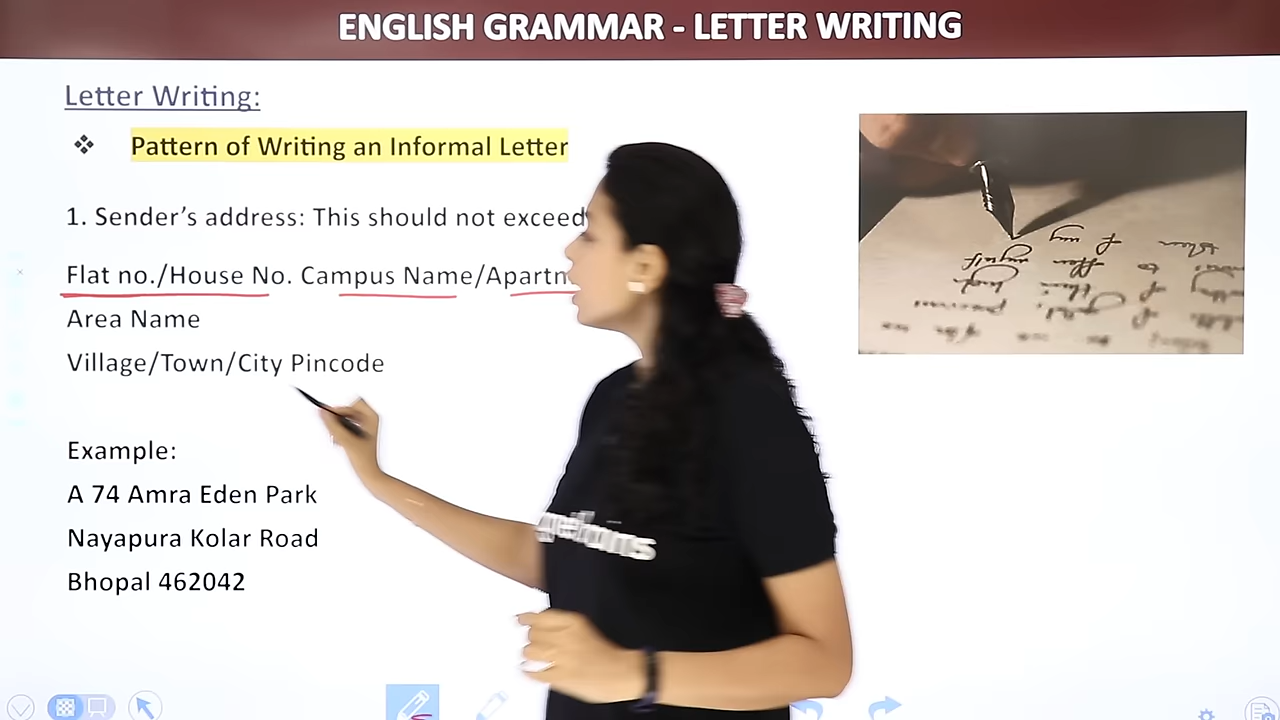 ENGLISH GRAMMAR - LETTER WRITING
Letter Writing:
❖ Pattern of Writing an Informal Letter
1. Sender’s address: This should not exceed
Flat no./House No. Campus Name/Apartm
Area Name
Village/Town/City Pincode
Example:
A 74 Amra Eden Park
Nayapura Kolar Road
Bhopal 462042